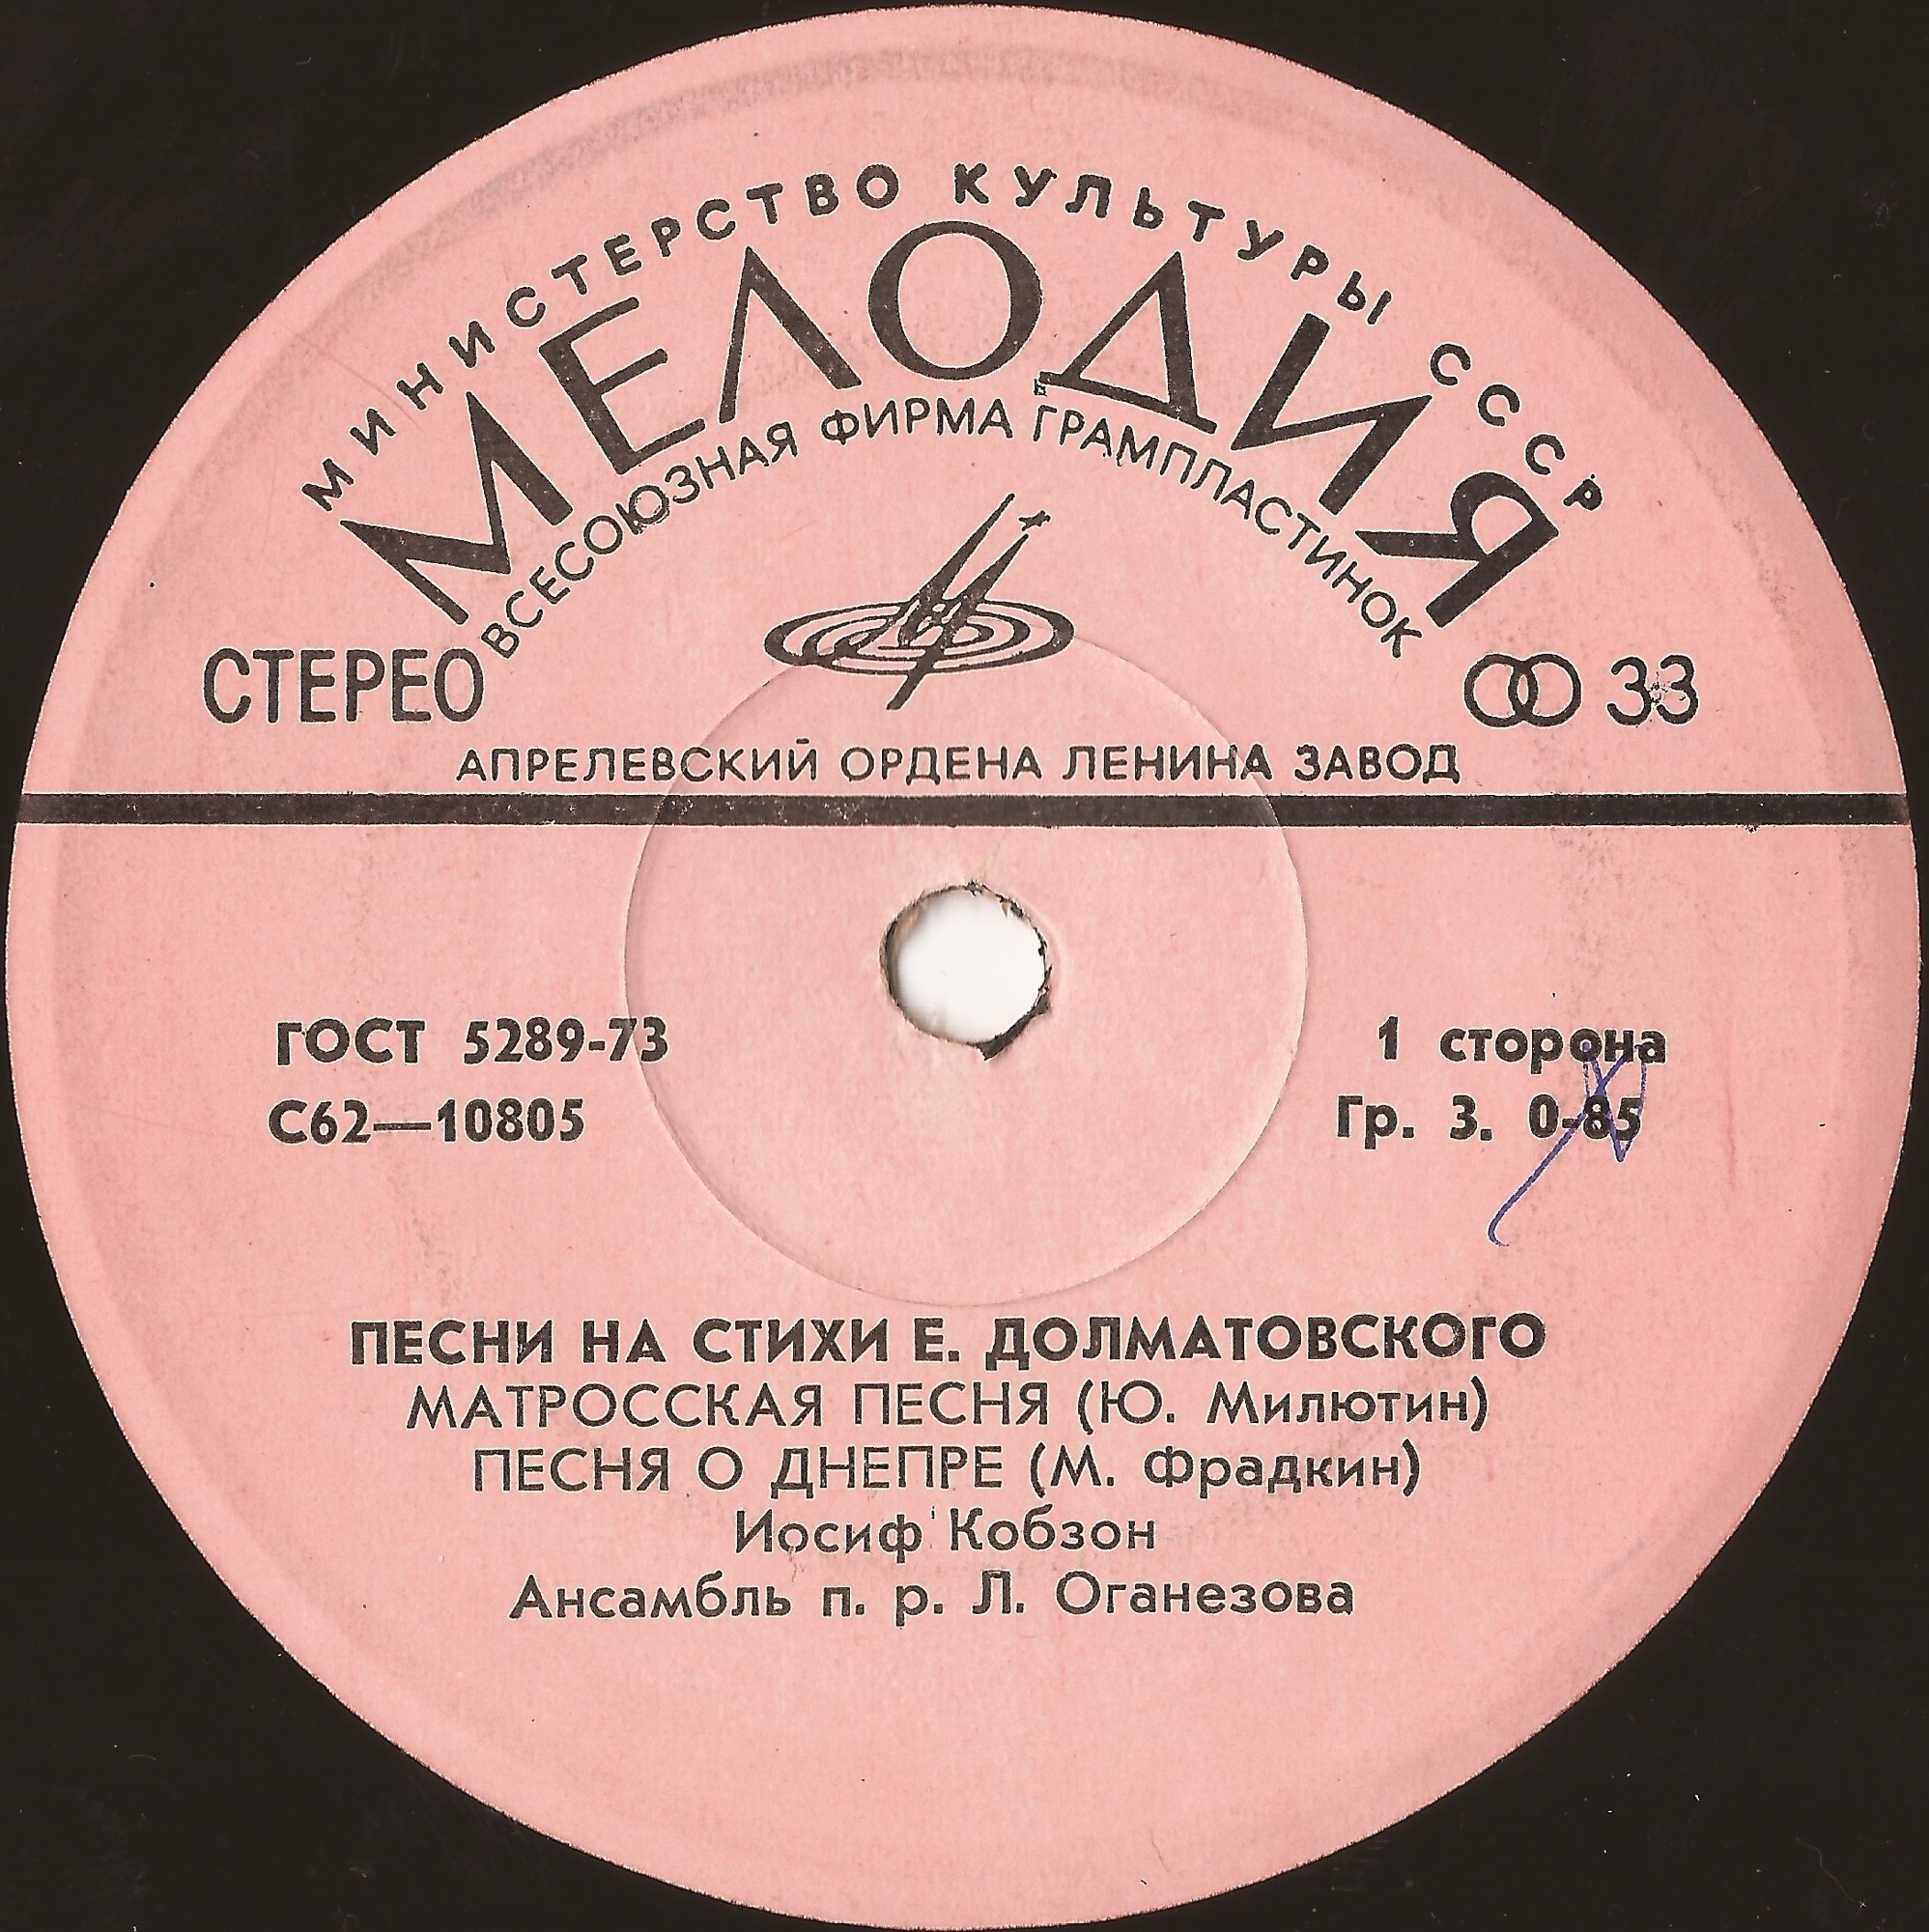 МИНИСТЕРСТВО КУЛЬТУРЫ СССР
МЕЛОДИЯ
ВСЕСОЮЗНАЯ ФИРМА ГРАМПЛАСТИНОК
СТЕРЕО 33
АПРЕЛЕВСКИЙ ОРДЕНА ЛЕНИНА ЗАВОД
ГОСТ 5289-73 1 сторона
С62—10805 Гр. 3. 0-85
ПЕСНИ НА СТИХИ Е. ДОЛМАТОВСКОГО
МАТРОССКАЯ ПЕСНЯ (Ю. Милютин)
ПЕСНЯ О ДНЕПРЕ (М. Фрадкин)
Иосиф Кобзон
Ансамбль п. р. Л. Оганезова